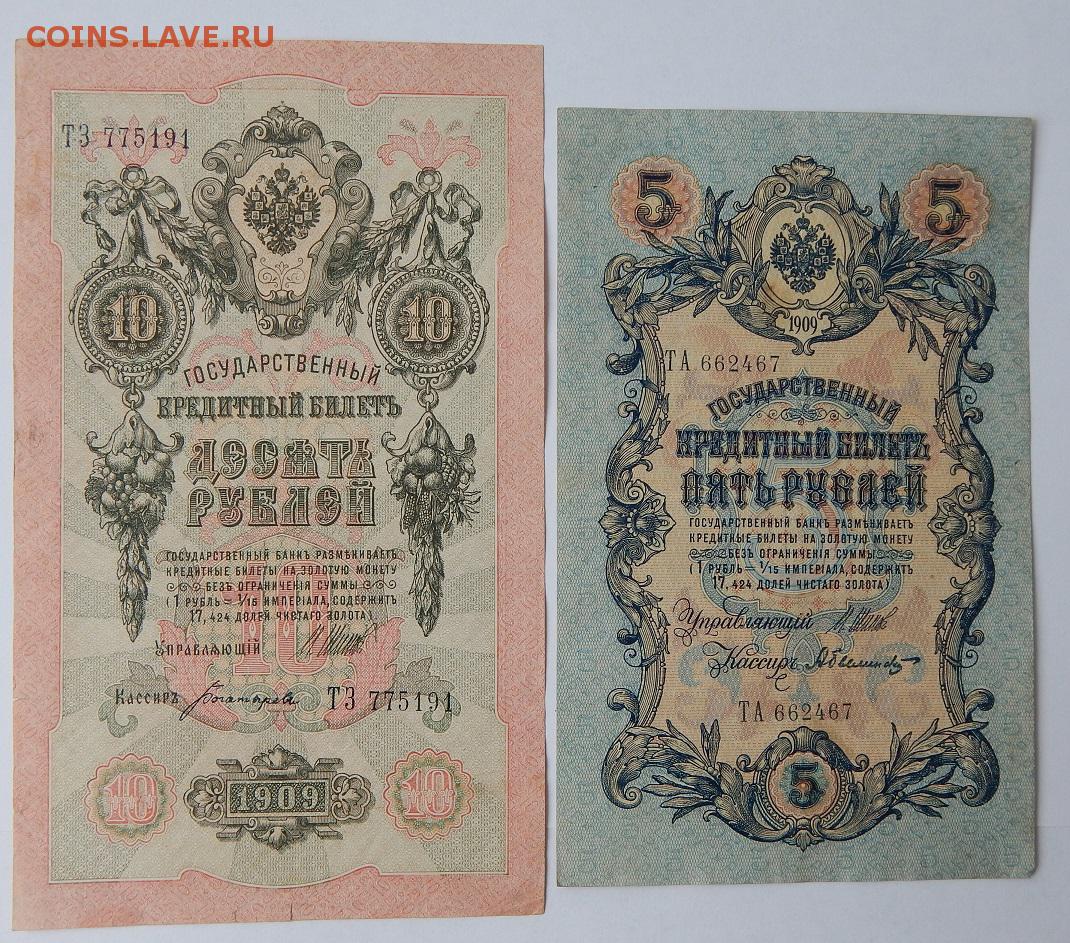 COINS.LAVE.RU
ТЗ 775191
10 10
ГОСУДАРСТВЕННЫЙ
КРЕДИТНЫЙ БИЛЕТЪ
ДЕСЯТЬ
РУБЛЕЙ
ГОСУДАРСТВЕННЫЙ БАНКЪ РАЗМѢНИВАЕТЪ
КРЕДИТНЫЕ БИЛЕТЫ НА ЗОЛОТУЮ МОНЕТУ
БЕЗЪ ОГРАНИЧЕНІЯ СУММЫ
(1 РУБЛЬ = 1/15 ИМПЕРІАЛА, СОДЕРЖИТЪ
17,424 ДОЛЕЙ ЧИСТАГО ЗОЛОТА).
10
УПРАВЛЯЮЩІЙ
КАССИРЪ ТЗ 775191
10 1909 10
5 5
1909
ТА 662467
ГОСУДАРСТВЕННЫЙ
КРЕДИТНЫЙ БИЛЕТЪ
ПЯТЬ РУБЛЕЙ
ГОСУДАРСТВЕННЫЙ БАНКЪ РАЗМѢНИВАЕТЪ
КРЕДИТНЫЕ БИЛЕТЫ НА ЗОЛОТУЮ МОНЕТУ
БЕЗЪ ОГРАНИЧЕНІЯ СУММЫ
(1 РУБЛЬ = 1/15 ИМПЕРІАЛА, СОДЕРЖИТЪ
17,424 ДОЛЕЙ ЧИСТАГО ЗОЛОТА)
Управляющій
Кассиръ
ТА 662467
5